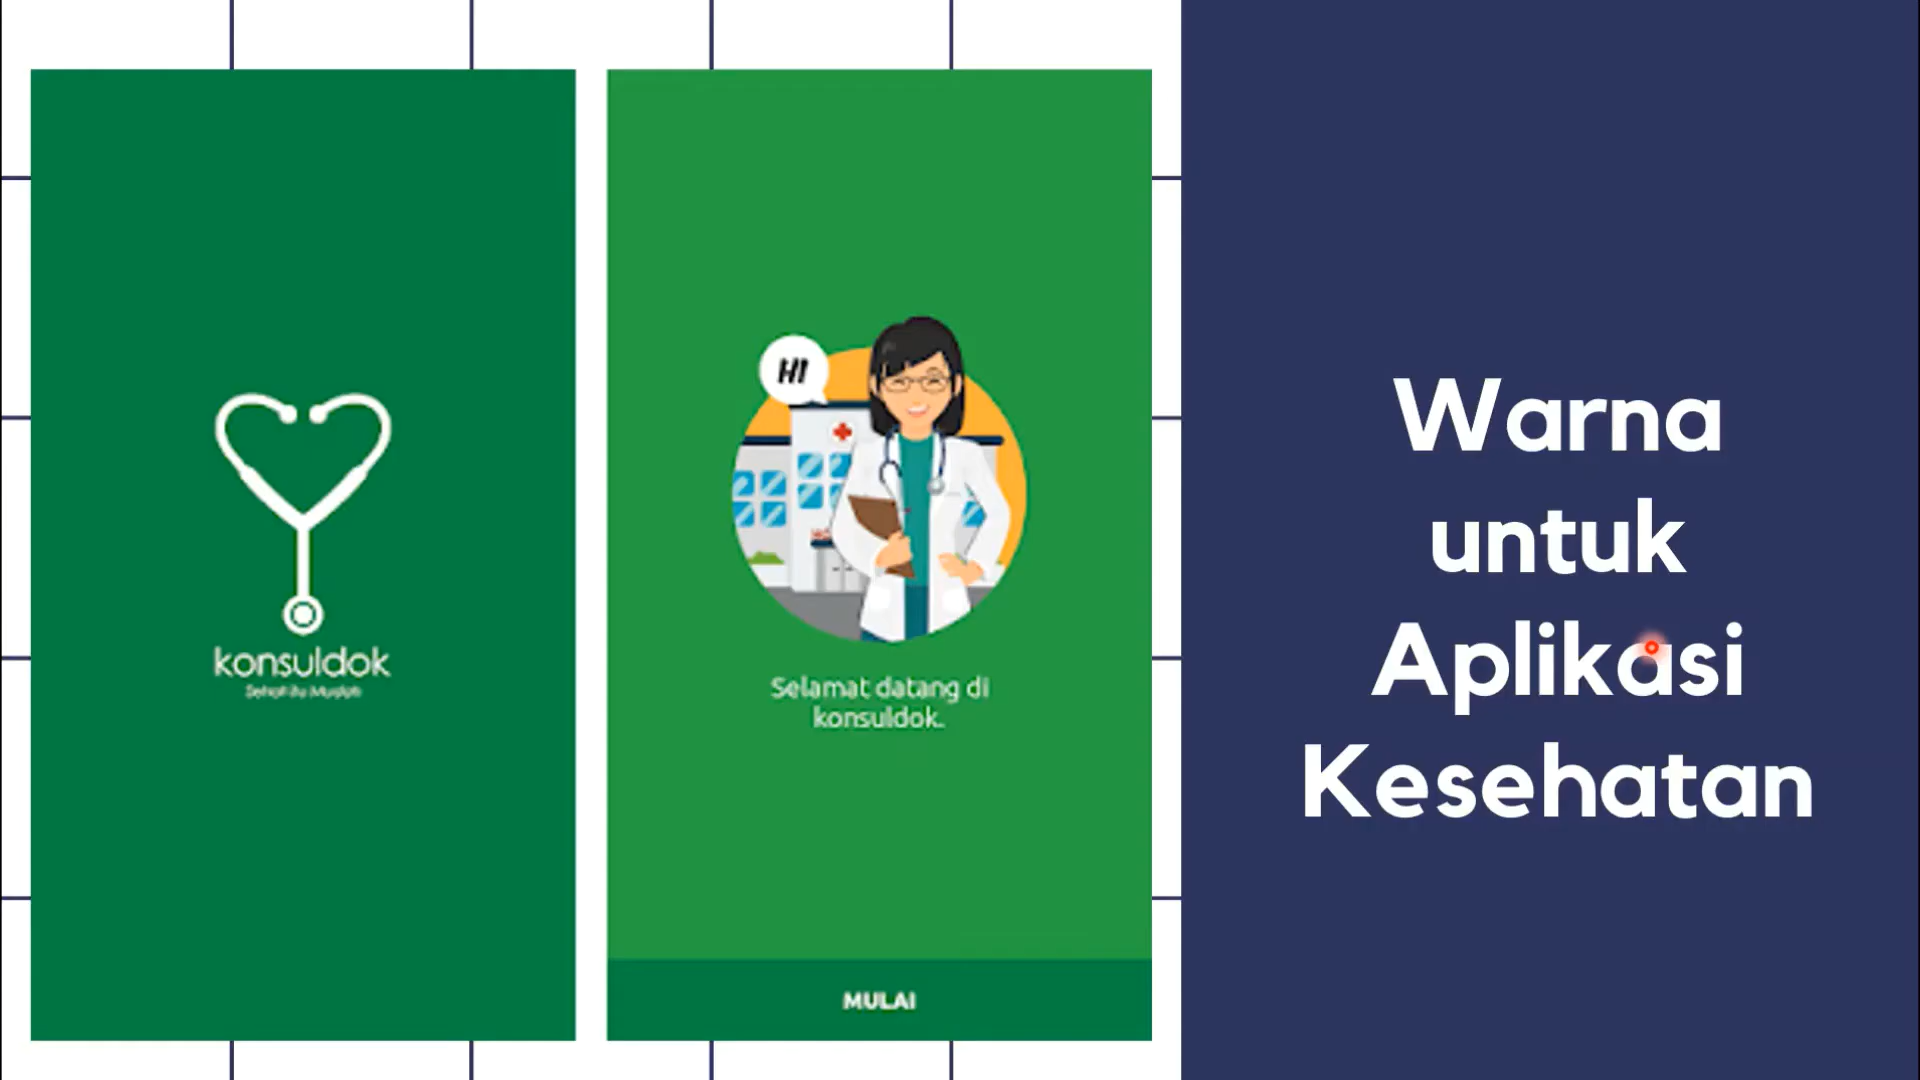 konsuldok
HI
Selamat datang di
konsuldok.
MULAI
Warna
untuk
Aplikasi
Kesehatan